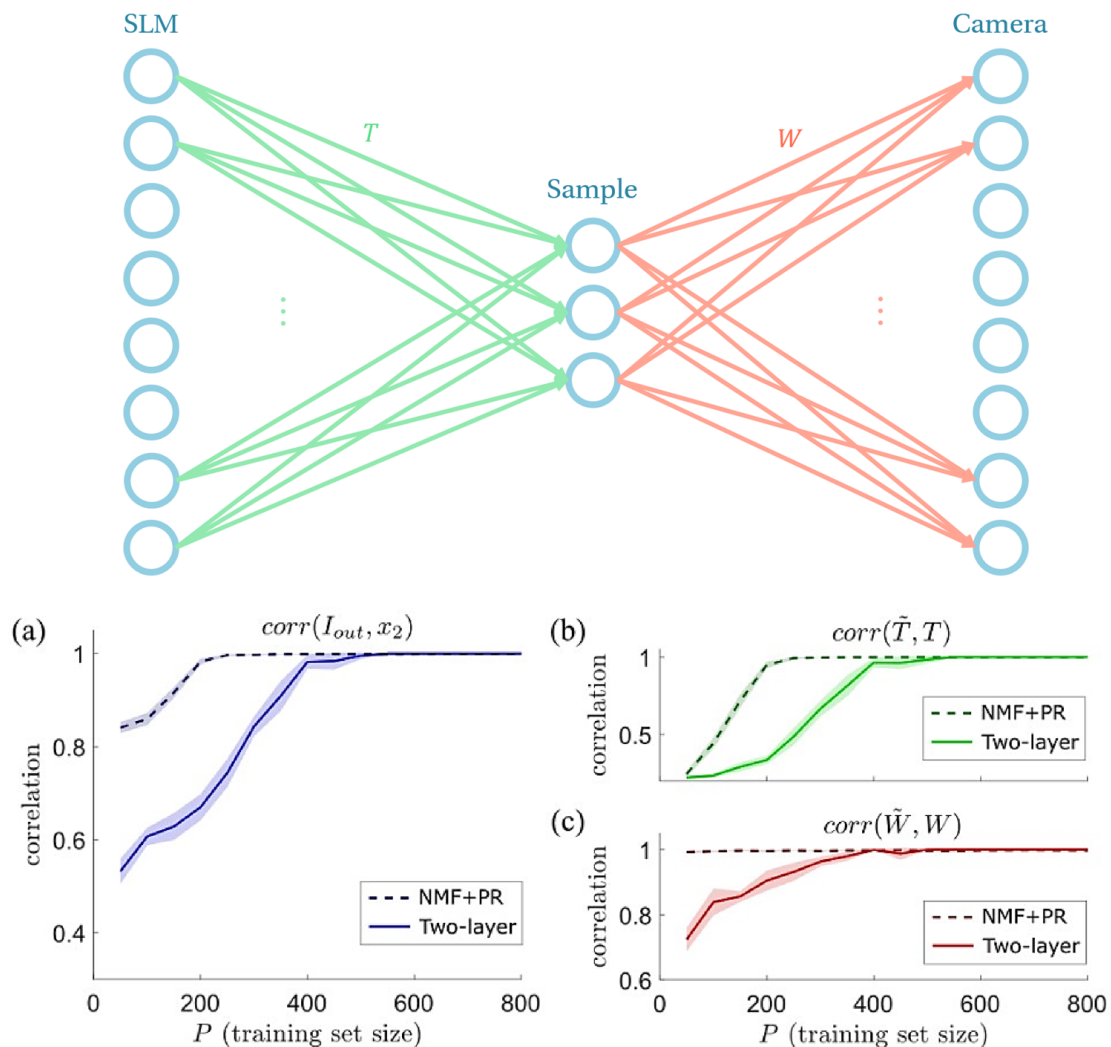 SLM
Camera
T
W
Sample
⋮
⋮
(a)
corr(I_out, x_2)
correlation
1
0.8
0.6
0.4
NMF+PR
Two-layer
0
200
400
600
800
P (training set size)
(b)
corr(T̃, T)
correlation
1
0.5
NMF+PR
Two-layer
(c)
corr(W̃, W)
correlation
1
0.8
0.6
NMF+PR
Two-layer
0
200
400
600
800
P (training set size)